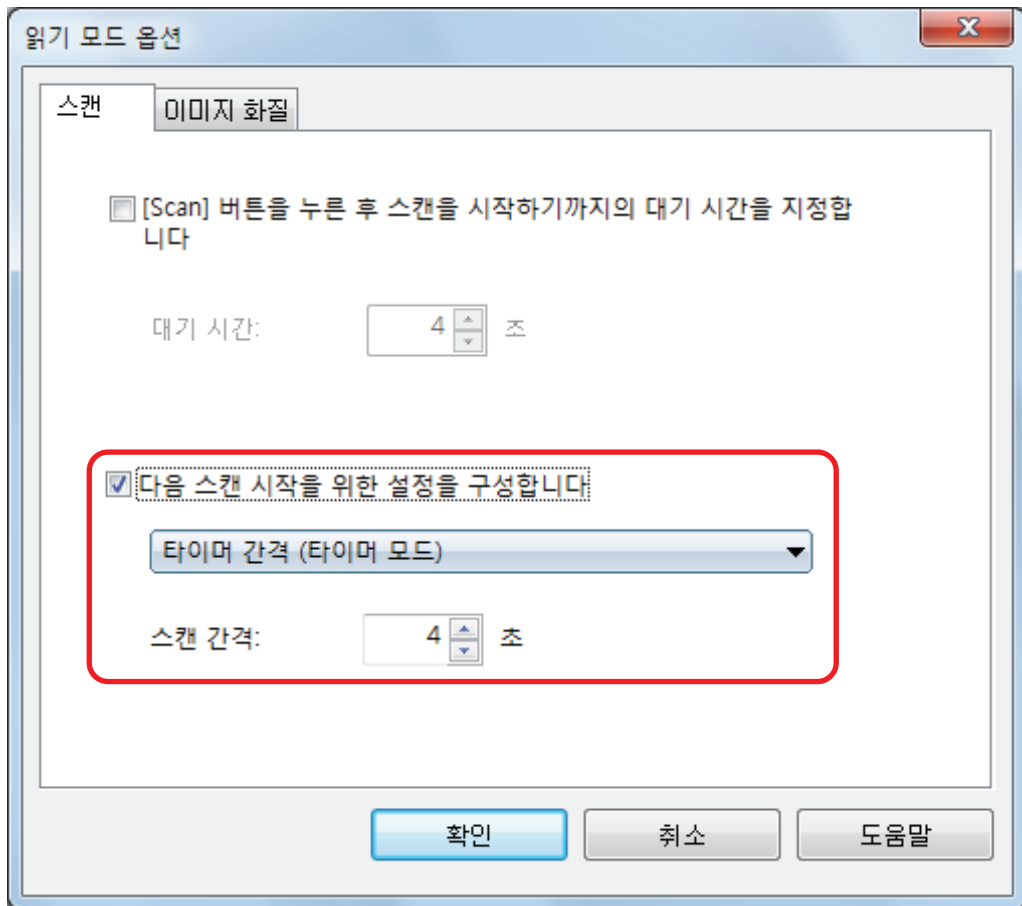 읽기 모드 옵션
스캔
이미지 화질
[Scan] 버튼을 누른 후 스캔을 시작하기까지의 대기 시간을 지정합
니다
대기 시간: 4 초
다음 스캔 시작을 위한 설정을 구성합니다
타이머 간격 (타이머 모드)
스캔 간격: 4 초
확인 취소 도움말